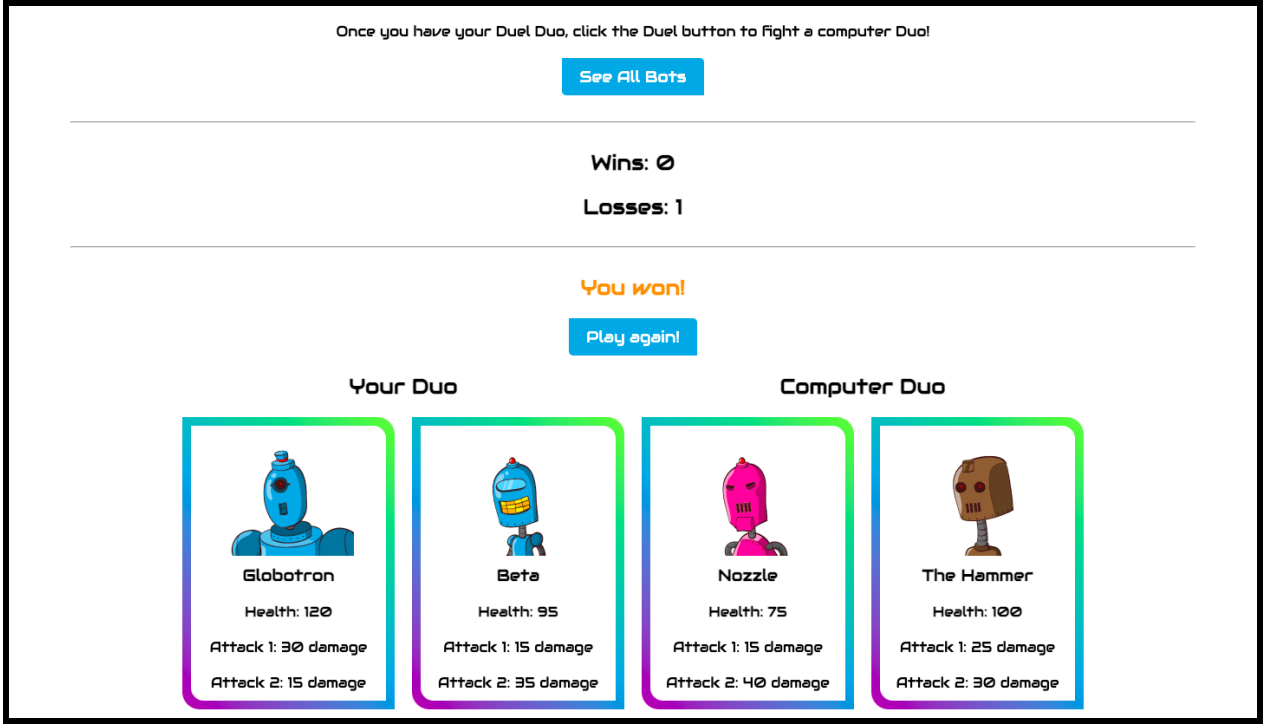 Once you have your Duel Duo, click the Duel button to fight a computer Duo!
See All Bots
Wins: 0
Losses: 1
You won!
Play again!
Your Duo
Computer Duo
Globotron
Health: 120
Attack 1: 30 damage
Attack 2: 15 damage
Beta
Health: 95
Attack 1: 15 damage
Attack 2: 35 damage
Nozzle
Health: 75
Attack 1: 15 damage
Attack 2: 40 damage
The Hammer
Health: 100
Attack 1: 25 damage
Attack 2: 30 damage